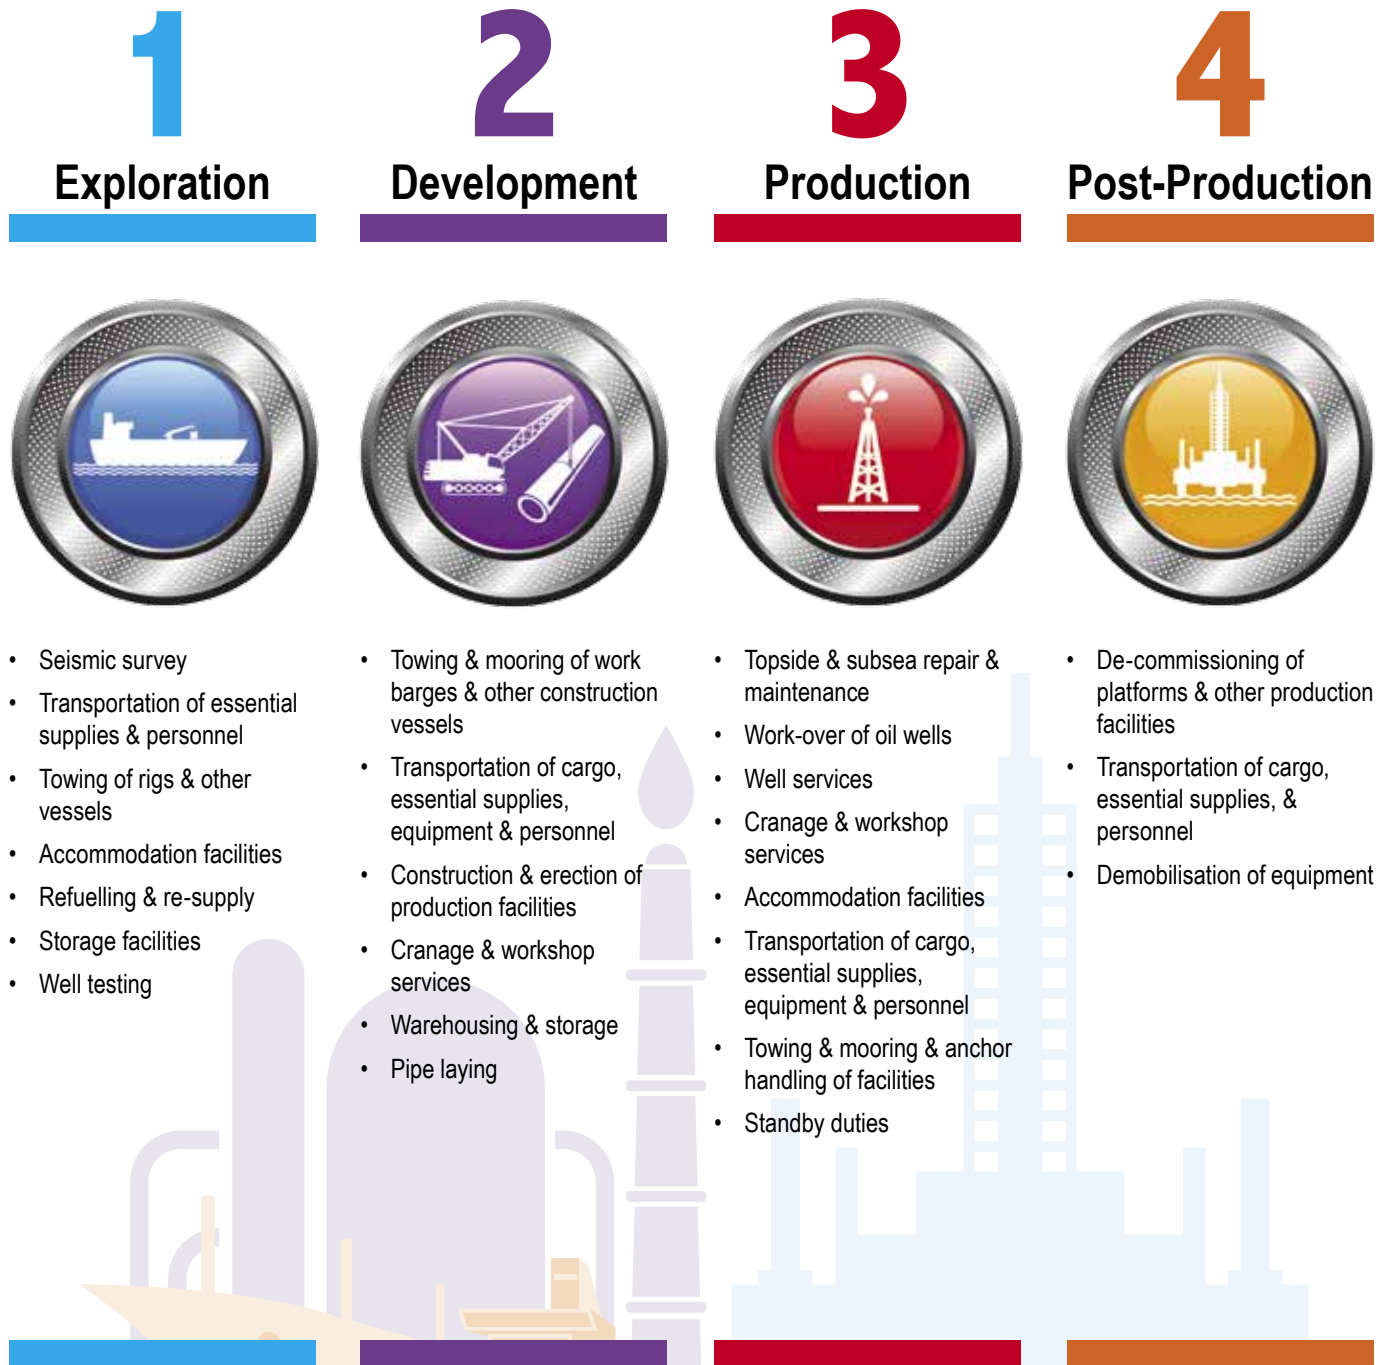 1
Exploration
• Seismic survey
• Transportation of essential
supplies & personnel
• Towing of rigs & other
vessels
• Accommodation facilities
• Refuelling & re-supply
• Storage facilities
• Well testing
2
Development
• Towing & mooring of work
barges & other construction
vessels
• Transportation of cargo,
essential supplies,
equipment & personnel
• Construction & erection of
production facilities
• Cranage & workshop
services
• Warehousing & storage
• Pipe laying
3
Production
• Topside & subsea repair &
maintenance
• Work-over of oil wells
• Well services
• Cranage & workshop
services
• Accommodation facilities
• Transportation of cargo,
essential supplies,
equipment & personnel
• Towing & mooring & anchor
handling of facilities
• Standby duties
4
Post-Production
• De-commissioning of
platforms & other production
facilities
• Transportation of cargo,
essential supplies, &
personnel
• Demobilisation of equipment